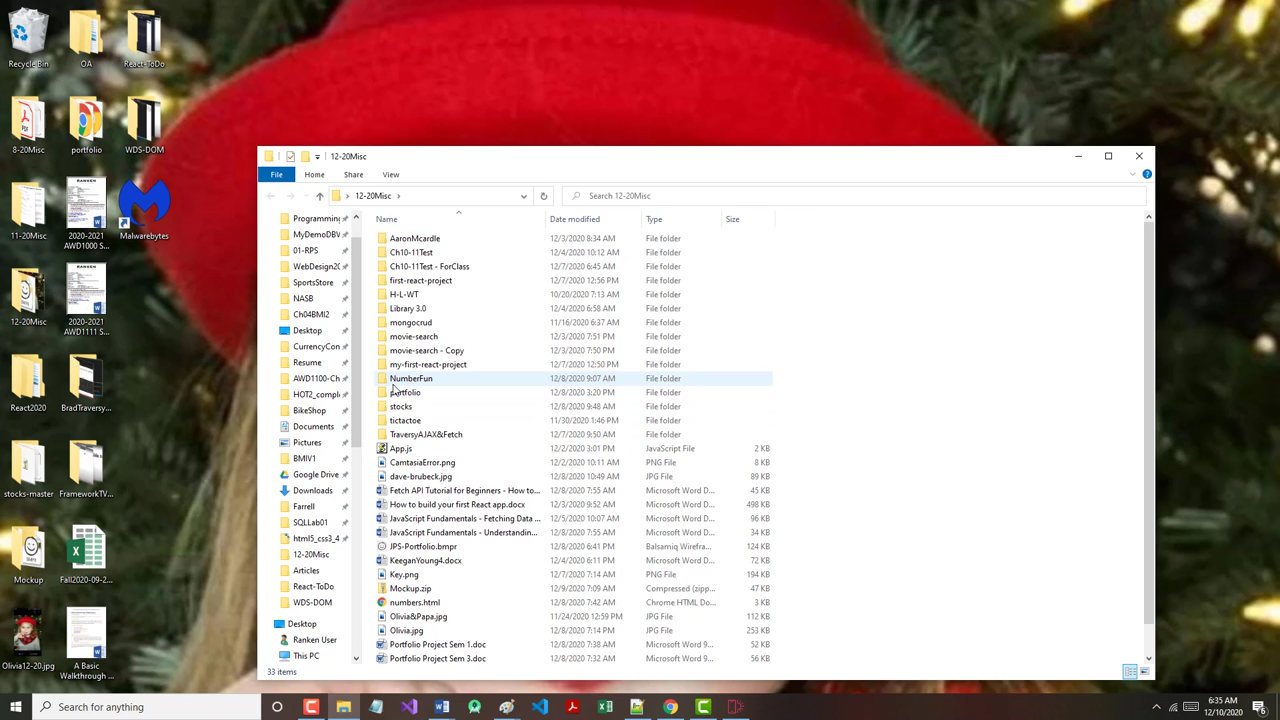 Recycle Bin
OA
React-ToDo
8-20Misc
portfolio
WDS-DOM
11-20Misc
2020-2021
AWD1000 S...
Malwarebytes
12-20Misc
2020-2021
AWD1111 S...
React2020
BradTraversy...
stocks-master
FrameworkTV...
Mockup
Fall2020-09-2...
Olivia12-20.jpg
A Basic
Walkthrough ...
12-20Misc
File
Home
Share
View
12-20Misc
Search 12-20Misc
Programming
MyDemoDBV
01-RPS
WebDesign20
SportsStore
NASB
Ch04BMI2
Desktop
CurrencyCon
Resume
AWD1100-Ch
HOT2_comple
BikeShop
Documents
Pictures
BMIV1
Google Drive
Downloads
Farrell
SQLLab01
html5_css3_4
12-20Misc
Articles
React-ToDo
WDS-DOM
Desktop
Ranken User
This PC
Name Date modified Type Size
AaronMcardle 12/3/2020 8:34 AM File folder
Ch10-11Test 12/4/2020 10:12 AM File folder
Ch10-11Test - ForClass 12/7/2020 6:45 AM File folder
first-react-project 12/7/2020 12:56 PM File folder
H-L-WT 10/20/2020 7:13 AM File folder
Library 3.0 12/4/2020 6:58 AM File folder
mongocrud 11/16/2020 6:37 AM File folder
movie-search 12/3/2020 7:51 PM File folder
movie-search - Copy 12/3/2020 7:50 PM File folder
my-first-react-project 12/7/2020 12:50 PM File folder
NumberFun 12/8/2020 9:07 AM File folder
portfolio 12/8/2020 3:20 PM File folder
stocks 12/8/2020 9:48 AM File folder
tictactoe 11/30/2020 1:46 PM File folder
TraversyAJAX&Fetch 12/7/2020 9:50 AM File folder
App.js 12/2/2020 3:01 PM JavaScript File 2 KB
CamtasiaError.png 12/2/2020 10:11 AM PNG File 8 KB
dave-brubeck.jpg 12/8/2020 10:49 AM JPG File 89 KB
Fetch API Tutorial for Beginners - How to... 12/8/2020 7:55 AM Microsoft Word D... 45 KB
How to build your first React app.docx 12/3/2020 9:52 AM Microsoft Word D... 498 KB
JavaScript Fundamentals - Fetching Data ... 12/5/2020 10:07 AM Microsoft Word D... 96 KB
JavaScript Fundamentals - Understandin... 12/8/2020 7:55 AM Microsoft Word D... 34 KB
JPS-Portfolio.bmpr 12/8/2020 6:41 PM Balsamiq Wirefra... 124 KB
KeeganYoung4.docx 12/4/2020 6:11 PM Microsoft Word D... 72 KB
Key.png 12/7/2020 7:14 AM PNG File 194 KB
Mockup.zip 12/9/2020 7:09 AM Compressed (zipp... 47 KB
numbers.html 12/8/2020 7:42 AM Chrome HTML Do... 3 KB
Olivia&Papa.jpg 11/24/2020 12:59 PM JPG File 112 KB
Olivia.jpg 12/8/2020 7:14 PM JPG File 253 KB
Portfolio Project Sem 1.doc 12/8/2020 7:38 AM Microsoft Word 9... 52 KB
Portfolio Project Sem 3.doc 12/8/2020 7:32 AM Microsoft Word 9... 56 KB
33 items
Search for anything
6:35 AM
12/10/2020